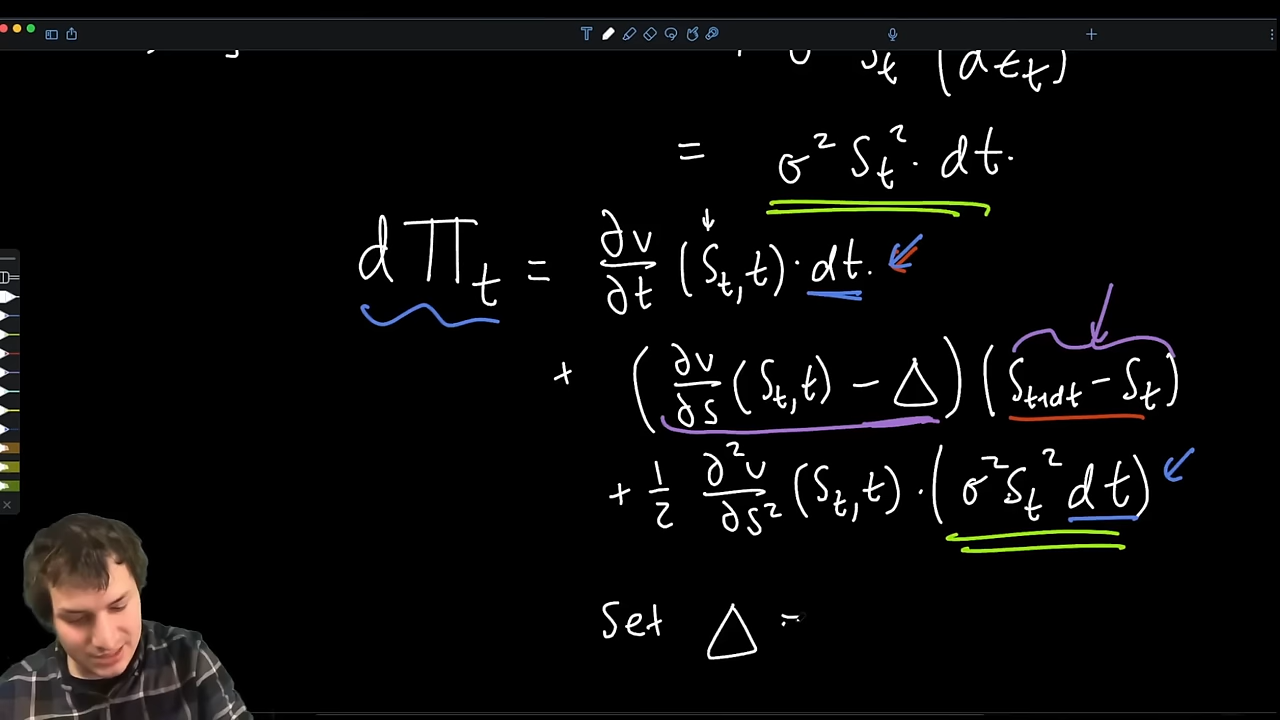 = σ² S_t² · dt.
dΠ_t = ∂v/∂t (S_t, t) · dt.
+ (∂v/∂s (S_t, t) − Δ) (S_{t+dt} − S_t)
+ 1/2 ∂²v/∂s² (S_t, t) · (σ² S_t² dt)
Set Δ =